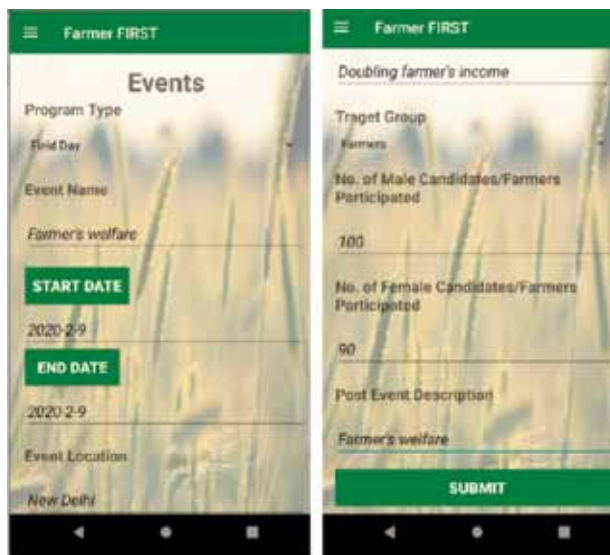 Farmer FIRST
Events
Program Type
Field Day
Event Name
Farmer's welfare
START DATE
2020-2-9
END DATE
2020-2-9
Event Location
New Delhi
Farmer FIRST
Doubling farmer's income
Traget Group
Farmers
No. of Male Candidates/Farmers
Participated
100
No. of Female Candidates/Farmers
Participated
90
Post Event Description
Farmer's welfare
SUBMIT